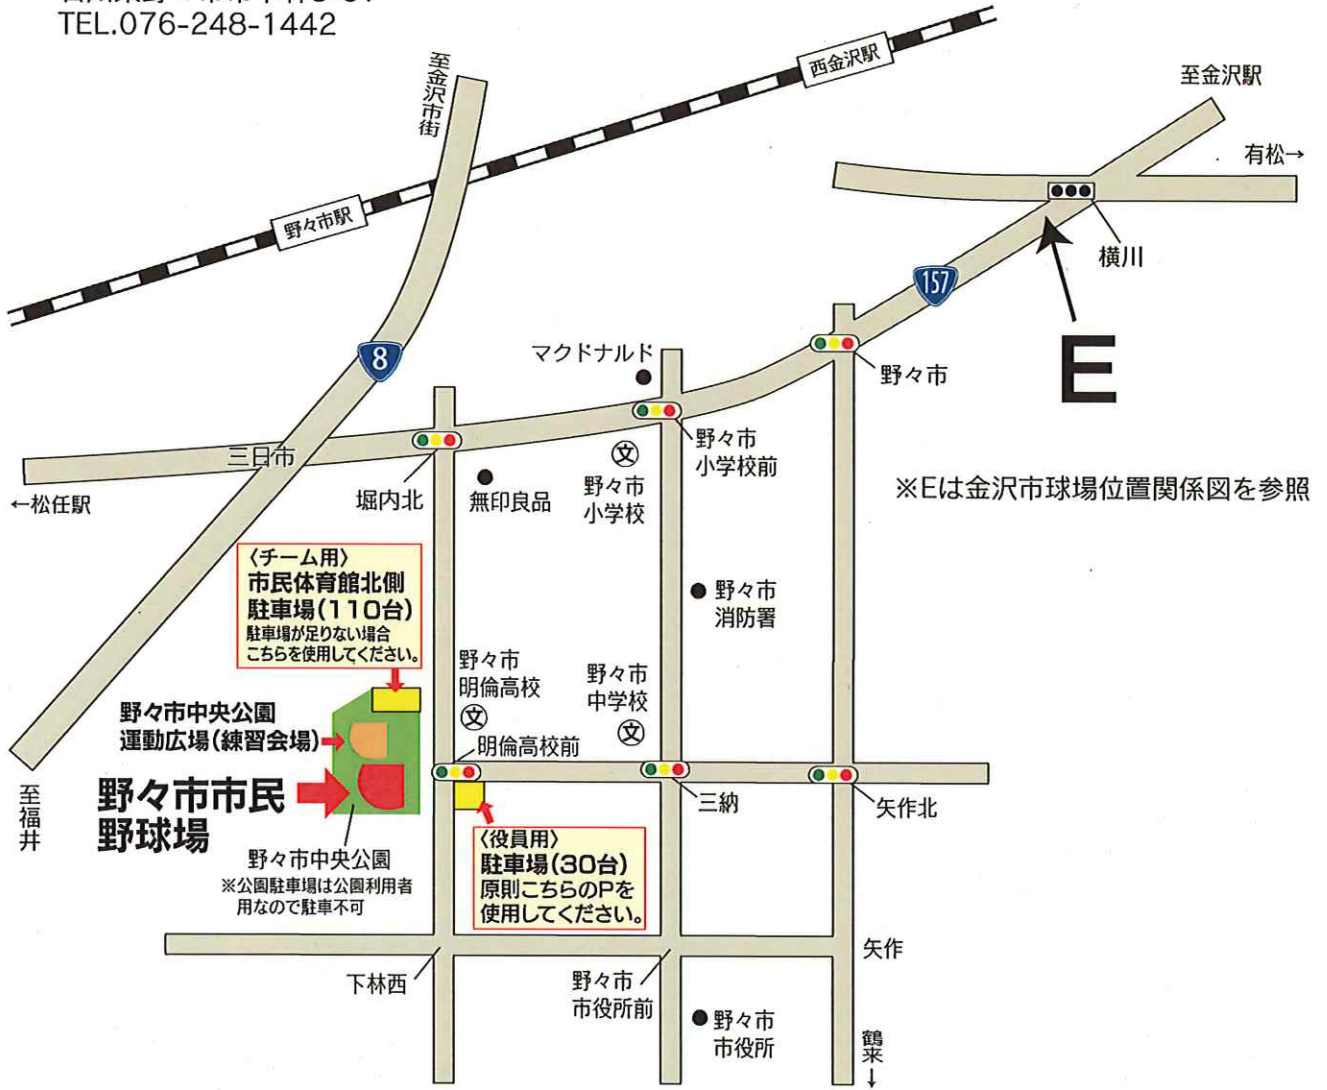 TEL.076-248-1442
至金沢市街
西金沢駅
至金沢駅
有松→
野々市駅
横川
157
E
8
マクドナルド
野々市
野々市
小学校前
三日市
文
野々市
小学校
※Eは金沢市球場位置関係図を参照
←松任駅
堀内北
無印良品
〈チーム用〉
市民体育館北側
駐車場(110台)
駐車場が足りない場合
こちらを使用してください。
野々市
消防署
野々市
明倫高校
文
野々市
中学校
文
野々市中央公園
運動広場(練習会場)
明倫高校前
野々市市民
野球場
三納
矢作北
至福井
野々市中央公園
※公園駐車場は公園利用者
用なので駐車不可
〈役員用〉
駐車場(30台)
原則こちらのPを
使用してください。
矢作
下林西
野々市
市役所前
野々市
市役所
鶴来↓